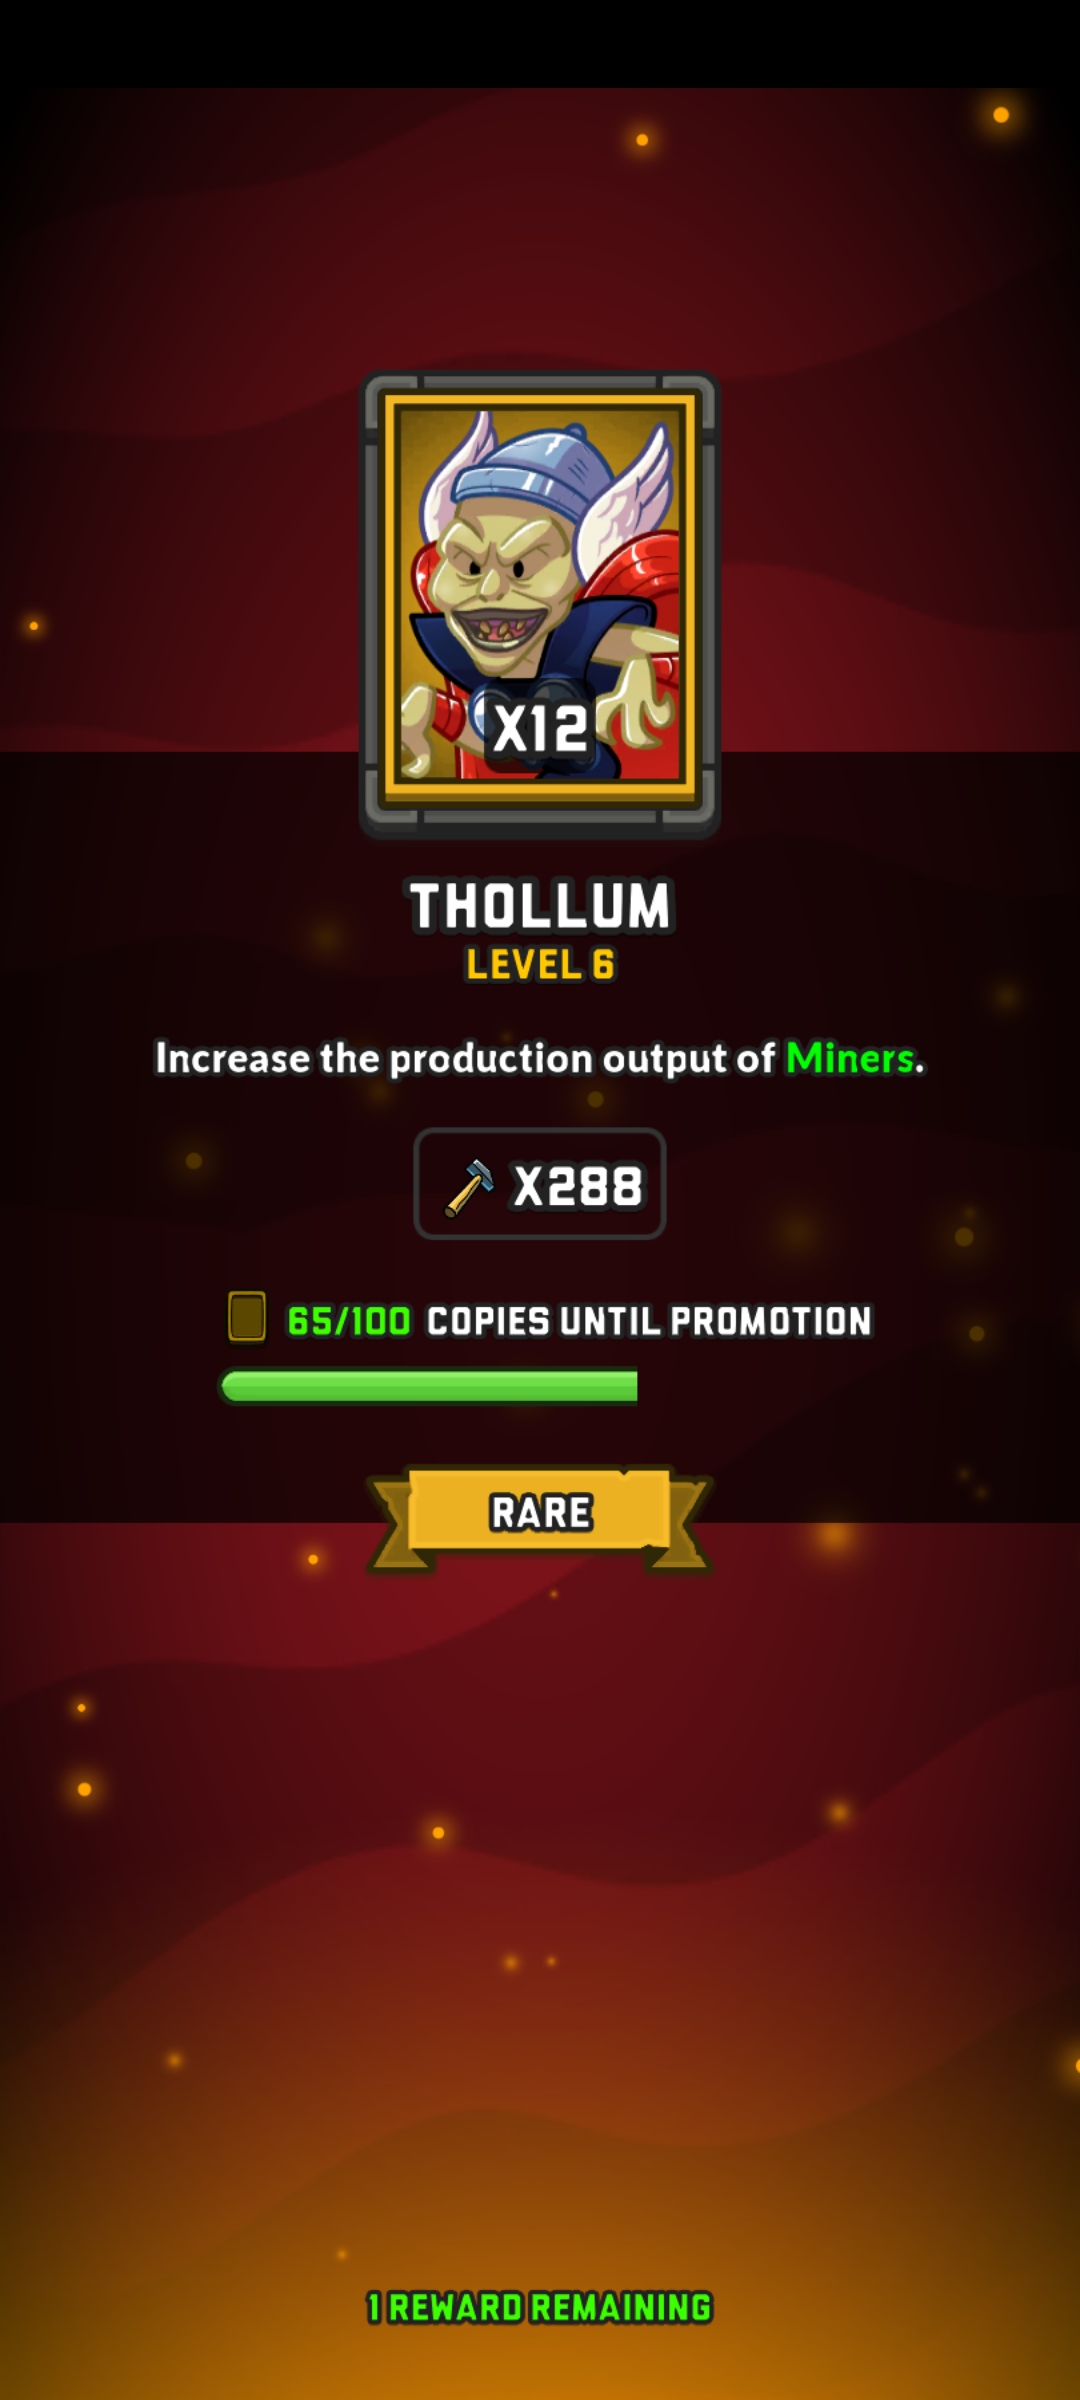 X12
THOLLUM
LEVEL 6
Increase the production output of Miners.
X288
65/100 COPIES UNTIL PROMOTION
RARE
1 REWARD REMAINING